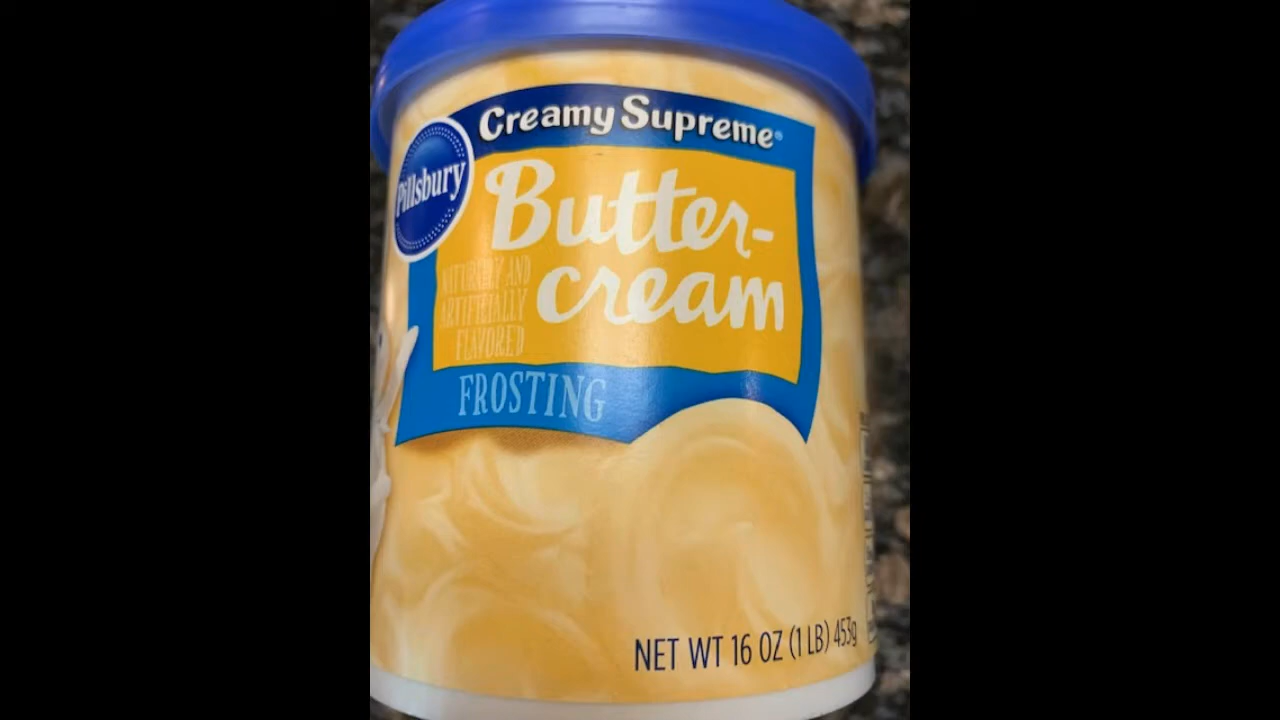 Creamy Supreme®
Pillsbury
Butter-
cream
NATURALLY AND
ARTIFICIALLY
FLAVORED
FROSTING
NET WT 16 OZ (1 LB) 453g